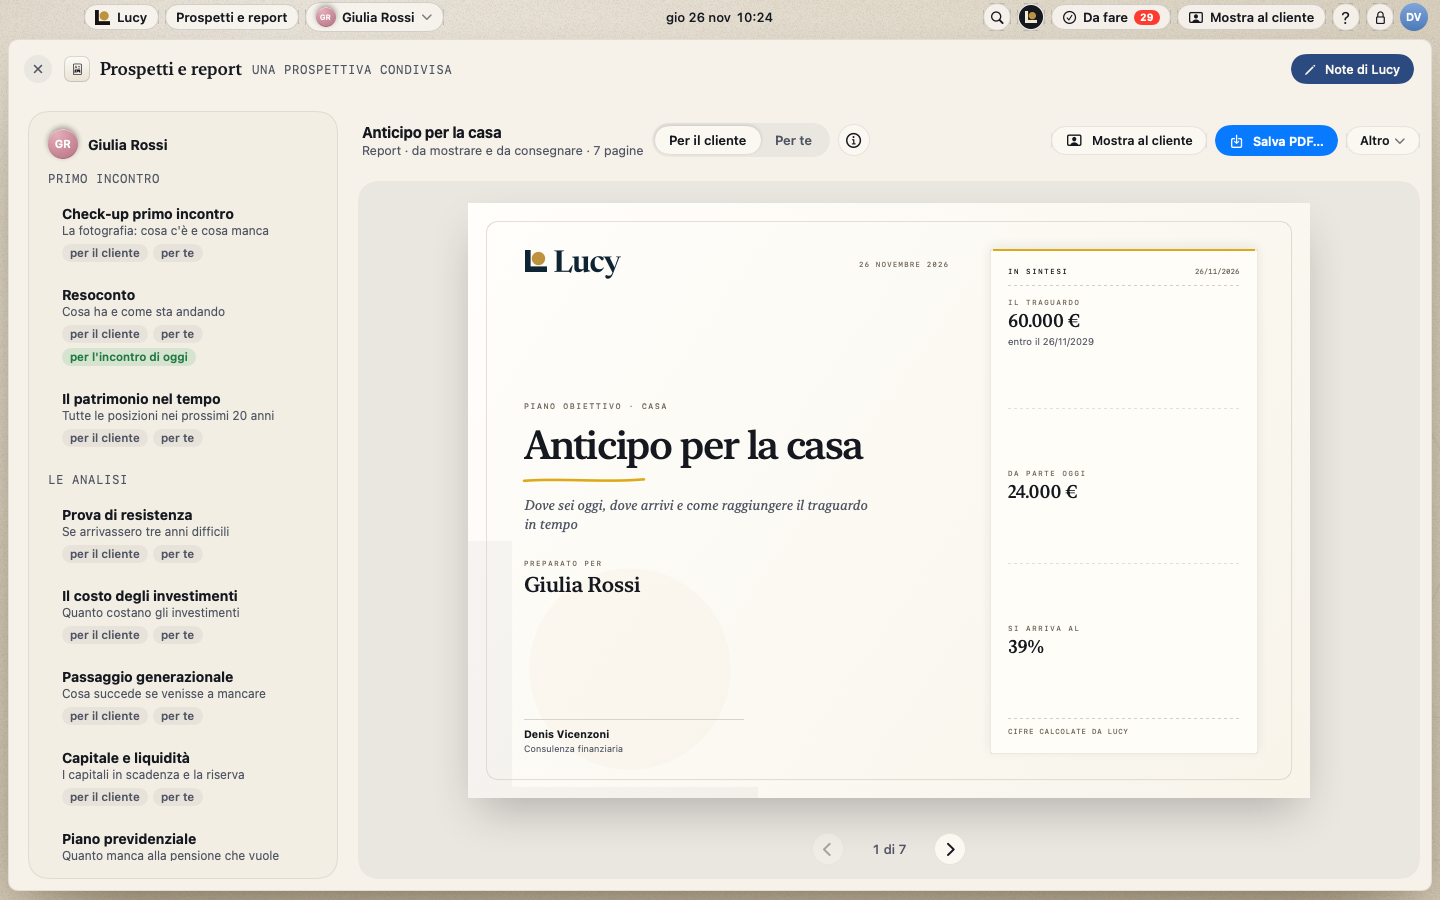 Lucy
Prospetti e report
GR Giulia Rossi
gio 26 nov 10:24
Da fare 29
Mostra al cliente
?
DV
Prospetti e report UNA PROSPETTIVA CONDIVISA
Note di Lucy
GR Giulia Rossi
PRIMO INCONTRO
Check-up primo incontro
La fotografia: cosa c'è e cosa manca
per il cliente per te
Resoconto
Cosa ha e come sta andando
per il cliente per te
per l'incontro di oggi
Il patrimonio nel tempo
Tutte le posizioni nei prossimi 20 anni
per il cliente per te
LE ANALISI
Prova di resistenza
Se arrivassero tre anni difficili
per il cliente per te
Il costo degli investimenti
Quanto costano gli investimenti
per il cliente per te
Passaggio generazionale
Cosa succede se venisse a mancare
per il cliente per te
Capitale e liquidità
I capitali in scadenza e la riserva
per il cliente per te
Piano previdenziale
Quanto manca alla pensione che vuole
Anticipo per la casa
Report · da mostrare e da consegnare · 7 pagine
Per il cliente Per te
Mostra al cliente
Salva PDF...
Altro
Lucy
26 NOVEMBRE 2026
PIANO OBIETTIVO · CASA
Anticipo per la casa
Dove sei oggi, dove arrivi e come raggiungere il traguardo
in tempo
PREPARATO PER
Giulia Rossi
Denis Vicenzoni
Consulenza finanziaria
IN SINTESI 26/11/2026
IL TRAGUARDO
60.000 €
entro il 26/11/2029
DA PARTE OGGI
24.000 €
SI ARRIVA AL
39%
CIFRE CALCOLATE DA LUCY
1 di 7